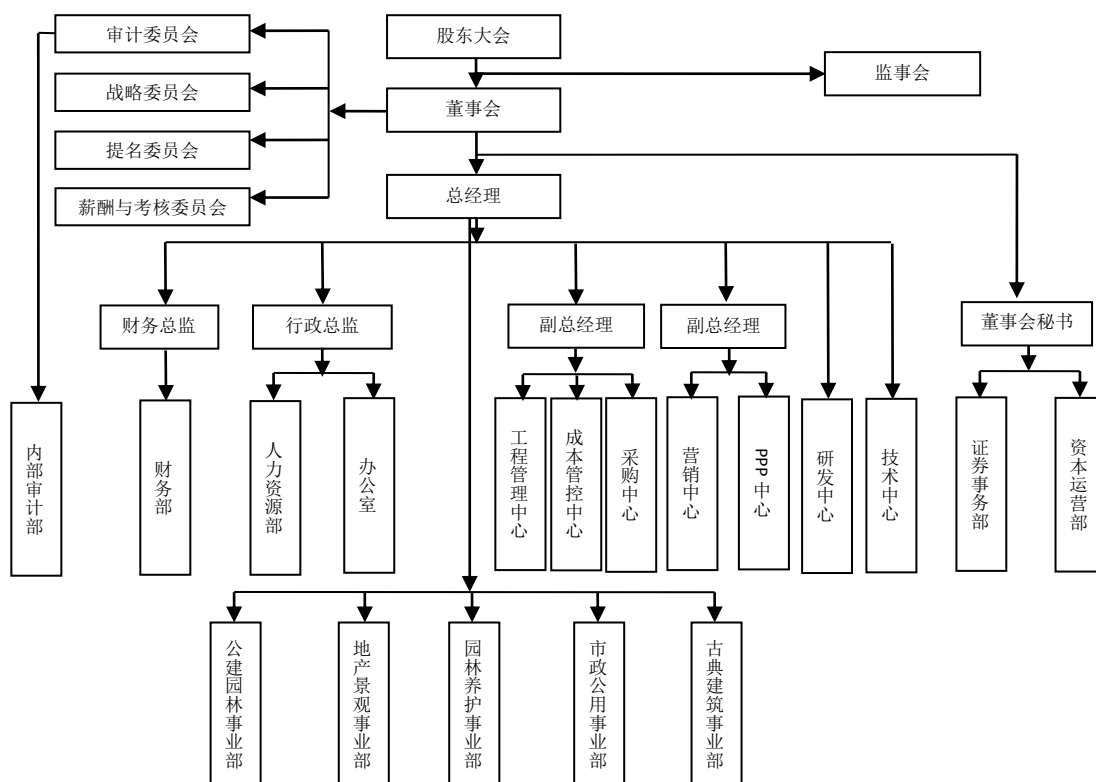 审计委员会
股东大会
监事会
战略委员会
董事会
提名委员会
总经理
薪酬与考核委员会
财务总监
行政总监
副总经理
副总经理
董事会秘书
内部审计部
财务部
人力资源部
办公室
工程管理中心
成本管控中心
采购中心
营销中心
PPP 中心
研发中心
技术中心
证券事务部
资本运营部
公建园林事业部
地产景观事业部
园林养护事业部
市政公用事业部
古典建筑事业部